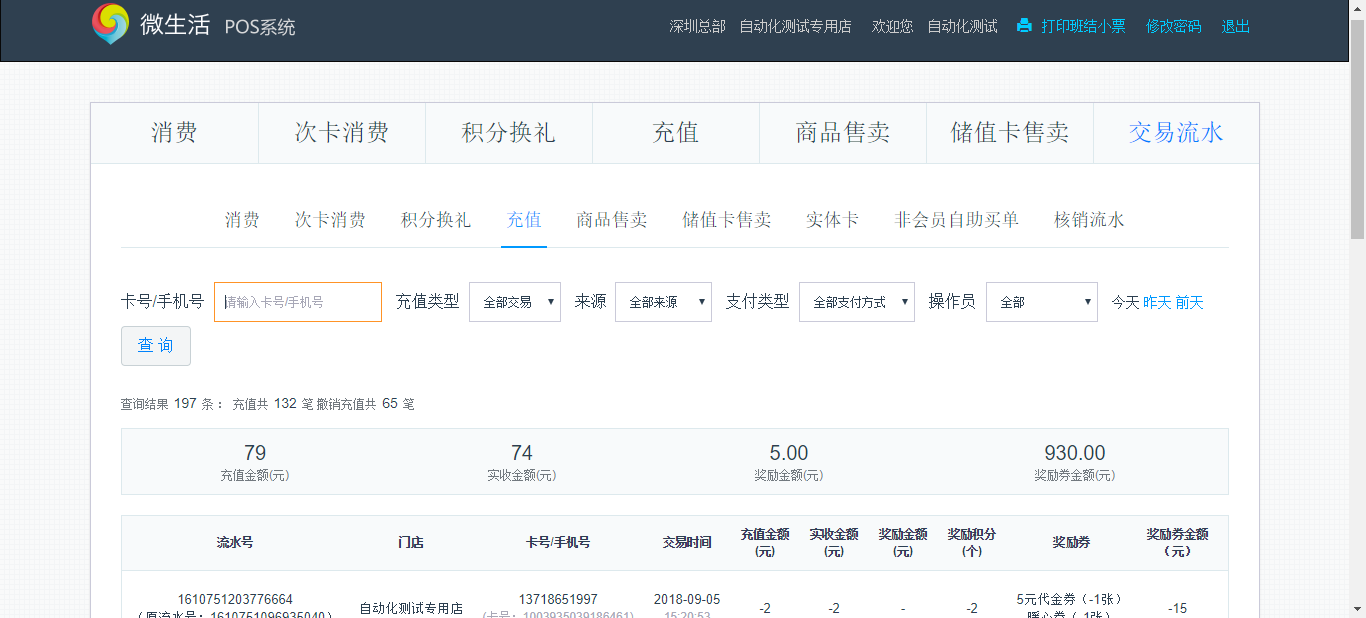 微生活 POS系统 深圳总部 自动化测试专用店 欢迎您 自动化测试 打印班结小票 修改密码 退出
消费 次卡消费 积分换礼 充值 商品售卖 储值卡售卖 交易流水
消费 次卡消费 积分换礼 充值 商品售卖 储值卡售卖 实体卡 非会员自助买单 核销流水
卡号/手机号 请输入卡号/手机号 充值类型 全部交易 来源 全部来源 支付类型 全部支付方式 操作员 全部 今天 昨天 前天
查 询
查询结果 197 条： 充值共 132 笔 撤销充值共 65 笔
79 74 5.00 930.00
充值金额(元) 实收金额(元) 奖励金额(元) 奖励券金额(元)
流水号 门店 卡号/手机号 交易时间 充值金额(元) 实收金额(元) 奖励金额(元) 奖励积分(个) 奖励券 奖励券金额（元）
1610751203776664 13718651997 2018-09-05 5元代金券（-1张）
自动化测试专用店 -2 -2 - -2 -15
（原流水号：1610751096935040） (卡号：1003935039186461) 15:20:53 暖心券（-1张）